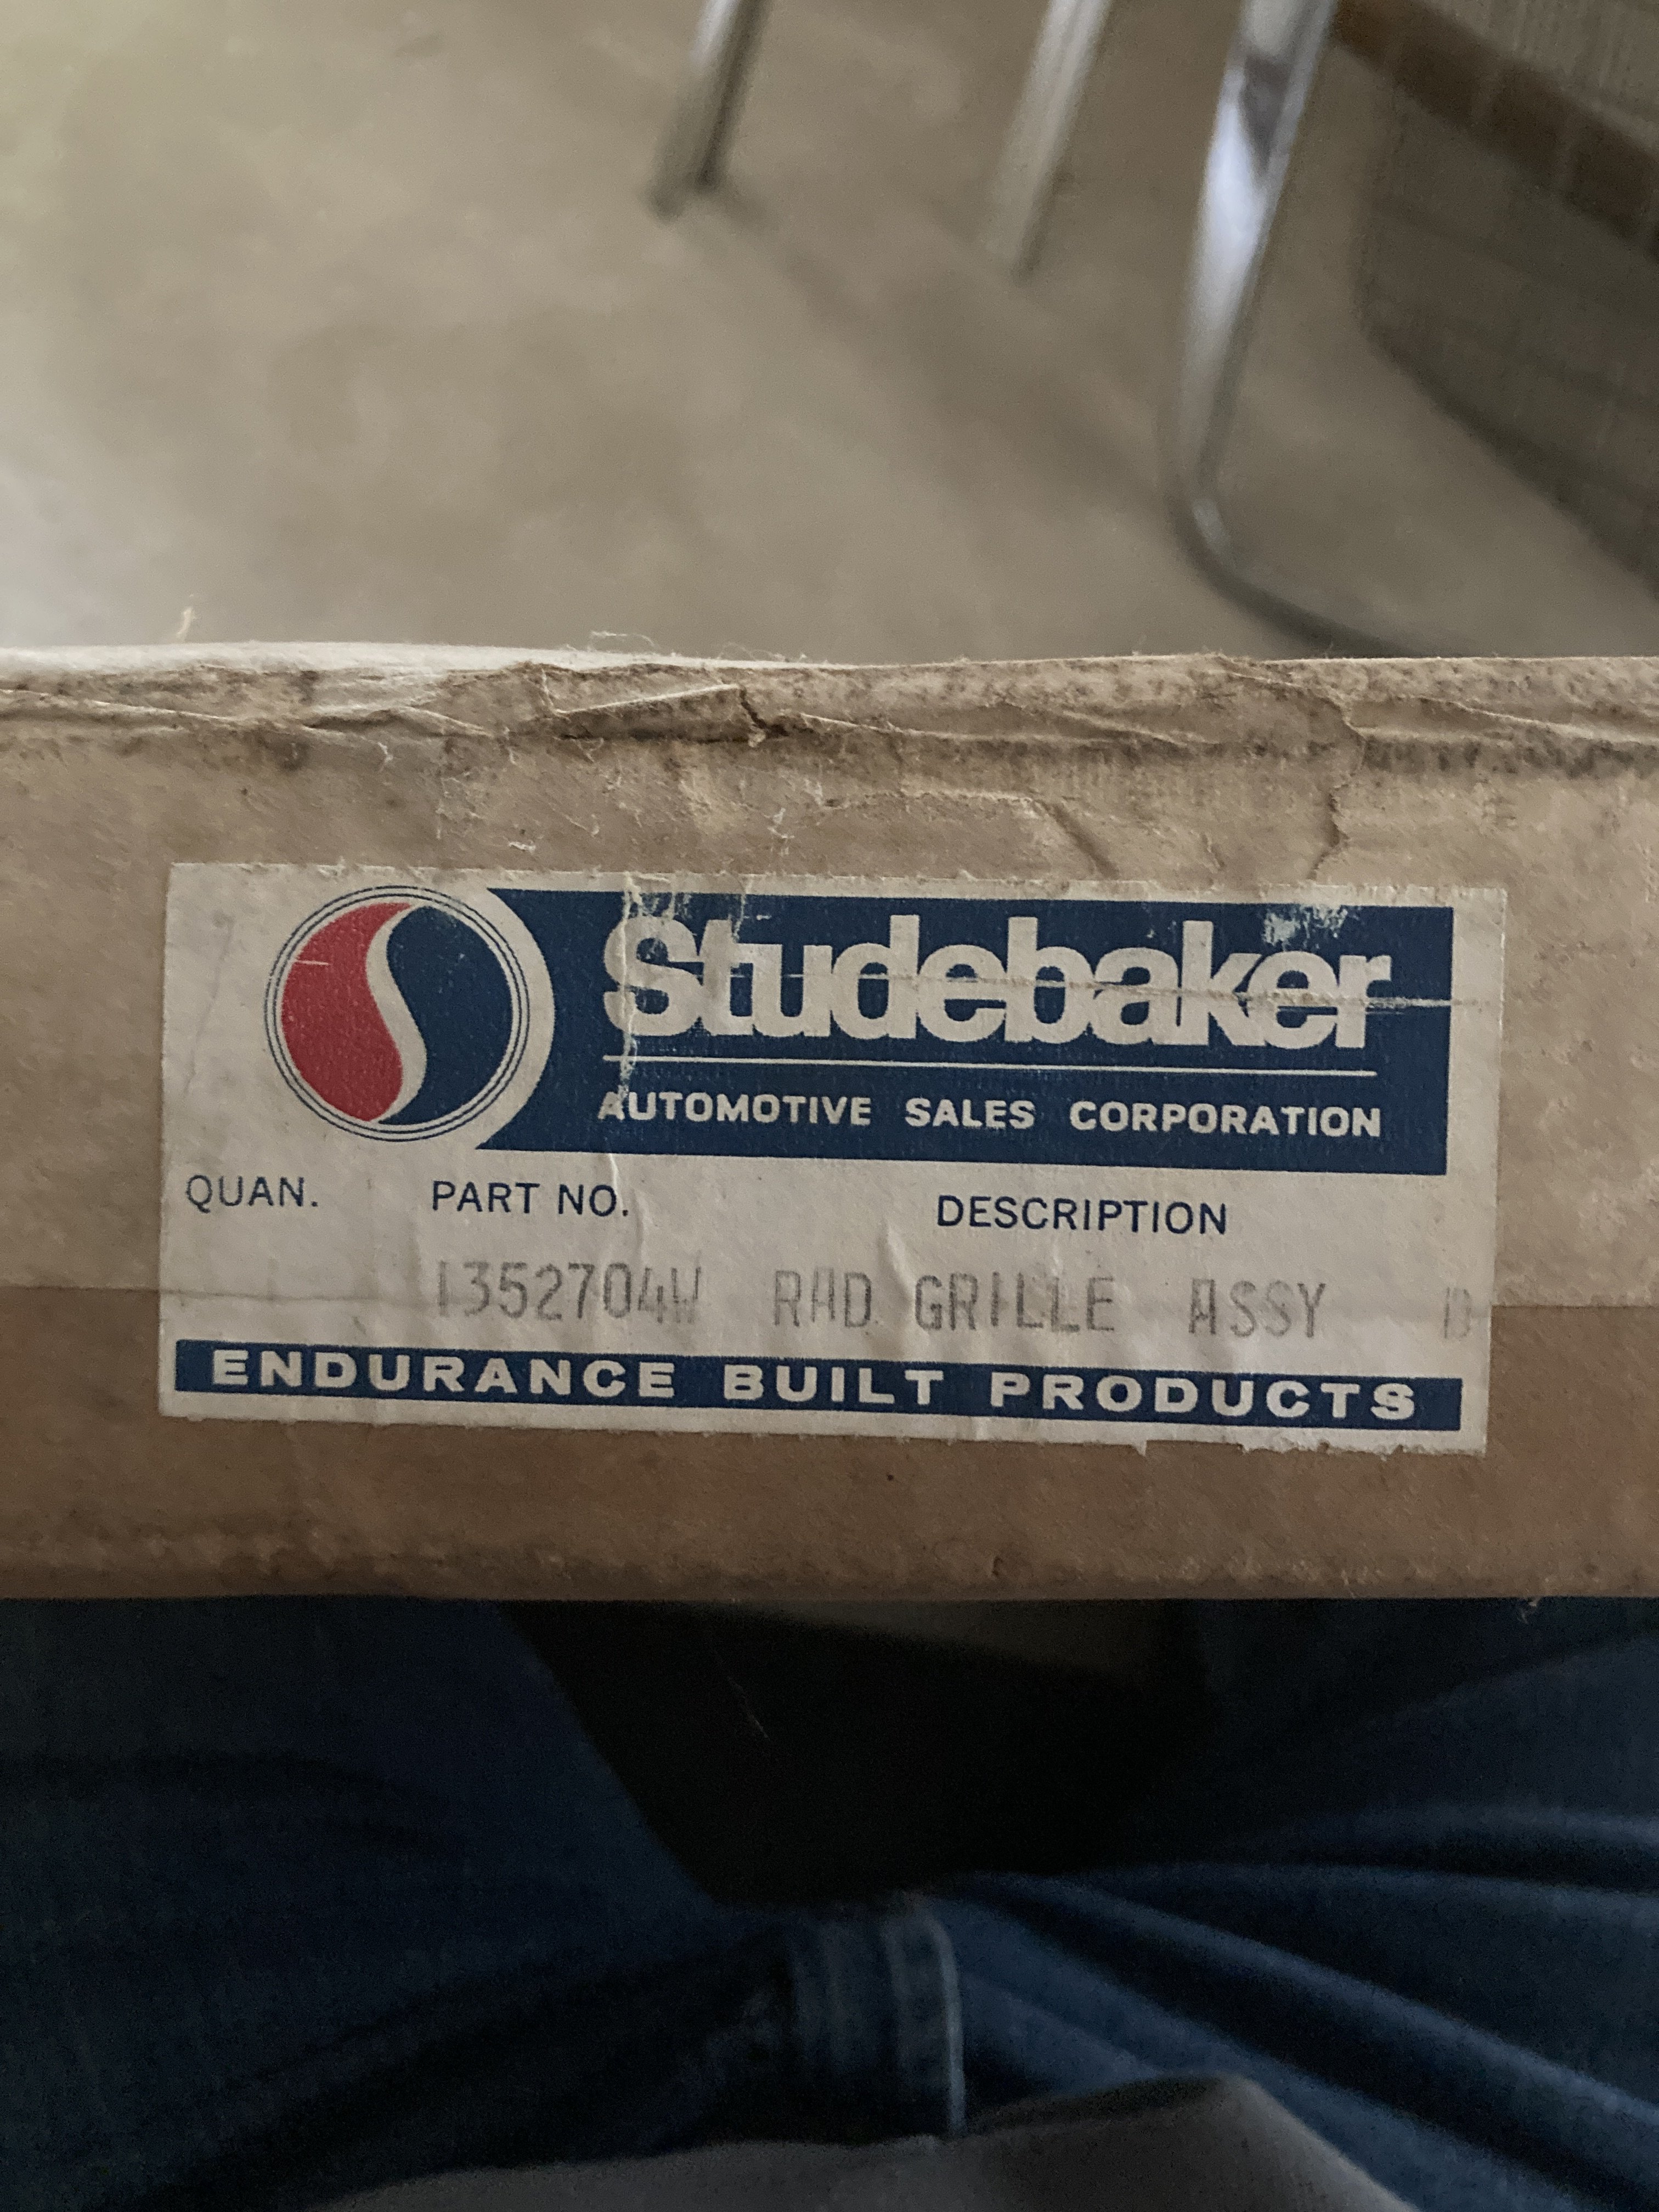 Studebaker
AUTOMOTIVE SALES CORPORATION
QUAN. PART NO. DESCRIPTION
1352704W RAD GRILLE ASSY D
ENDURANCE BUILT PRODUCTS